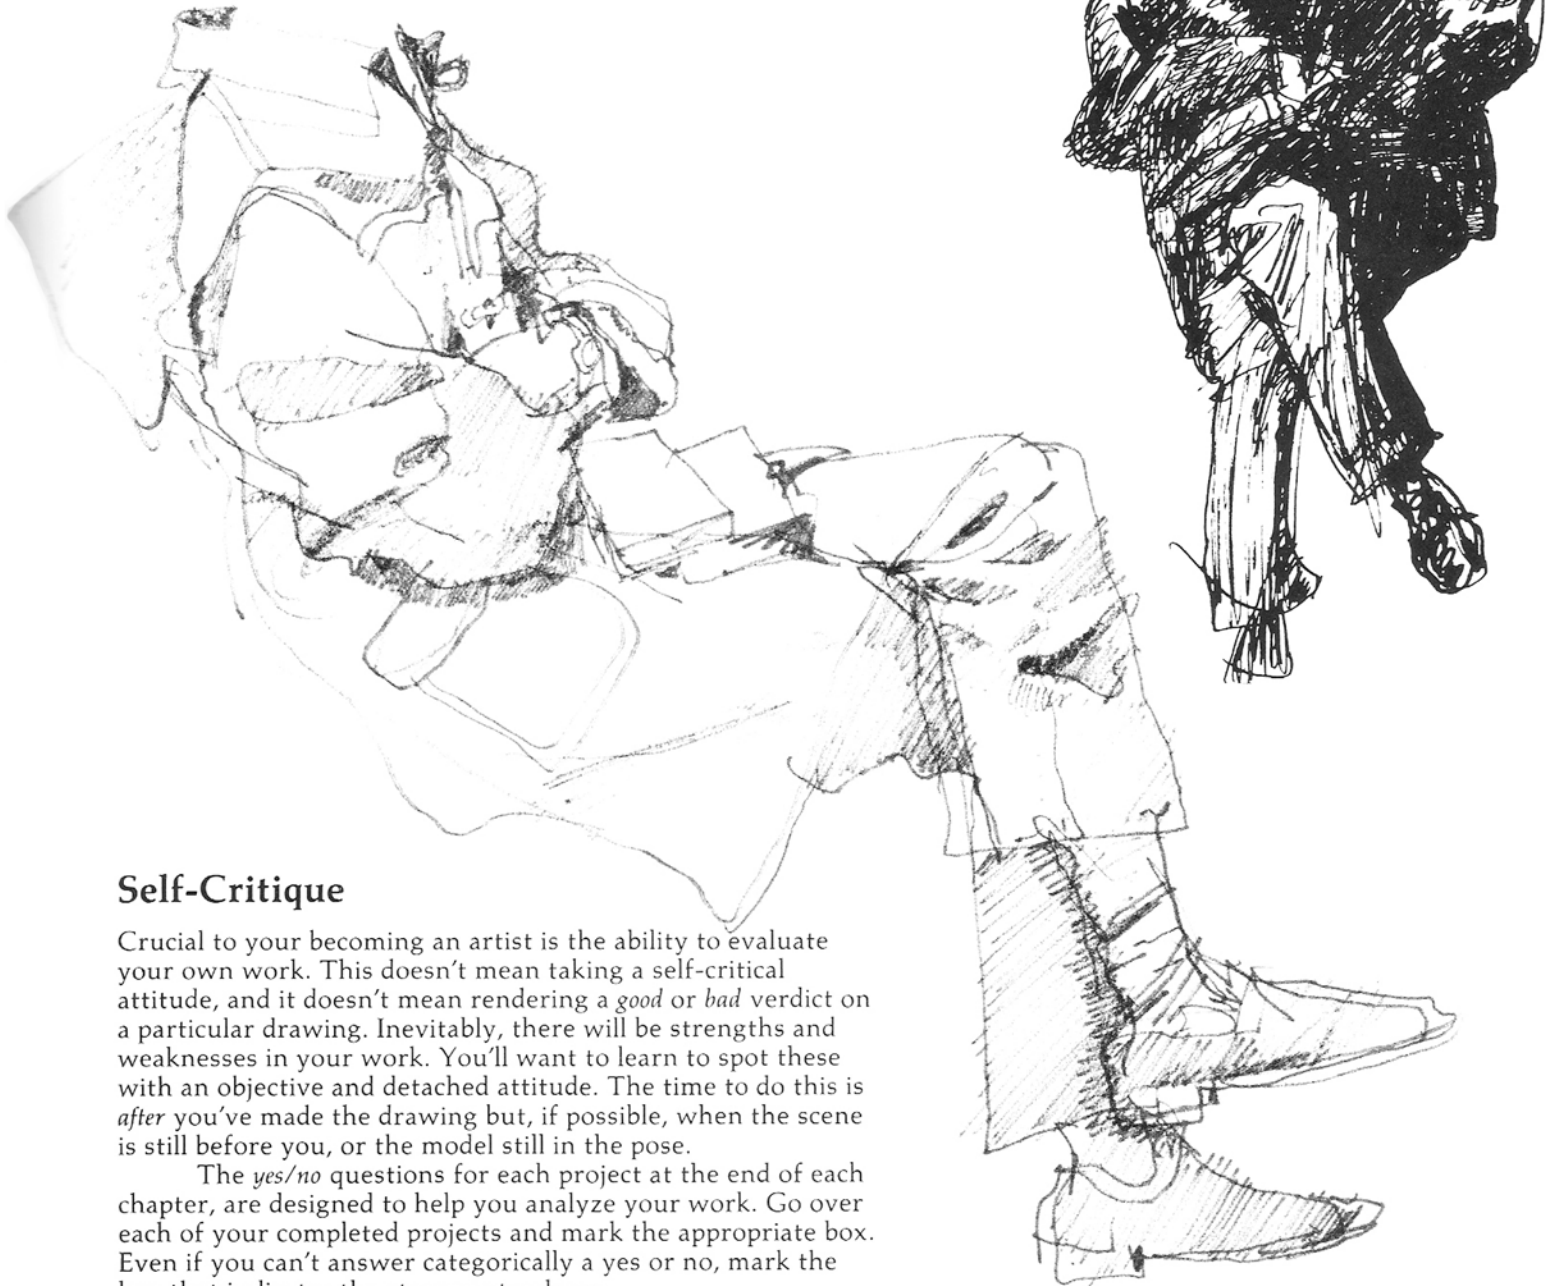 Self-Critique
Crucial to your becoming an artist is the ability to evaluate
your own work. This doesn't mean taking a self-critical
attitude, and it doesn't mean rendering a good or bad verdict on
a particular drawing. Inevitably, there will be strengths and
weaknesses in your work. You'll want to learn to spot these
with an objective and detached attitude. The time to do this is
after you've made the drawing but, if possible, when the scene
is still before you, or the model still in the pose.
The yes/no questions for each project at the end of each
chapter, are designed to help you analyze your work. Go over
each of your completed projects and mark the appropriate box.
Even if you can't answer categorically a yes or no, mark the